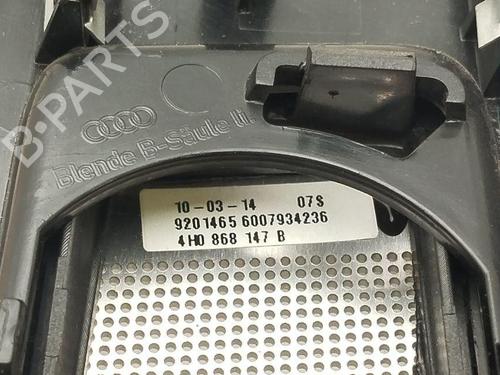 B-PARTS
Blende B-Säule li
10-03-14 07S
9201465 6007934236
4H0 868 147 B